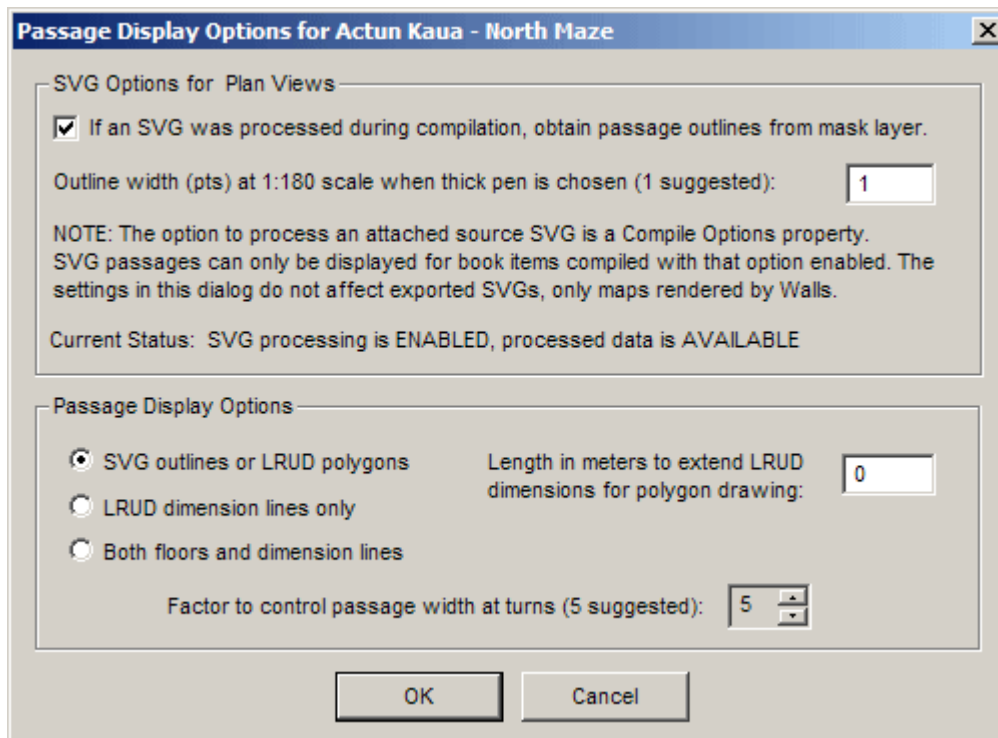 Passage Display Options for Actun Kaua - North Maze
SVG Options for Plan Views
If an SVG was processed during compilation, obtain passage outlines from mask layer.
Outline width (pts) at 1:180 scale when thick pen is chosen (1 suggested): 1
NOTE: The option to process an attached source SVG is a Compile Options property.
SVG passages can only be displayed for book items compiled with that option enabled. The
settings in this dialog do not affect exported SVGs, only maps rendered by Walls.
Current Status: SVG processing is ENABLED, processed data is AVAILABLE
Passage Display Options
SVG outlines or LRUD polygons
LRUD dimension lines only
Both floors and dimension lines
Length in meters to extend LRUD
dimensions for polygon drawing: 0
Factor to control passage width at turns (5 suggested): 5
OK Cancel